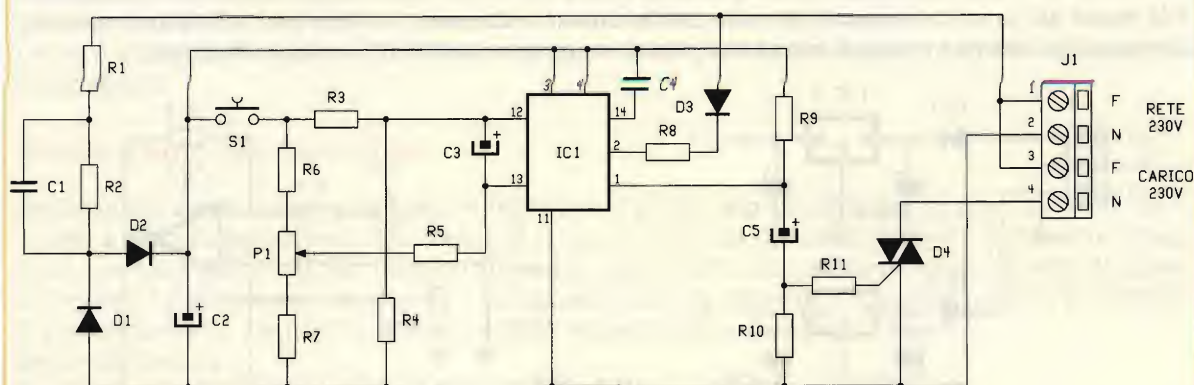 R1
C1
R2
D2
D1
C2
S1
R3
R6
P1
R7
R5
R4
C3
12
13
11
IC1
3
4
14
2
1
C4
R8
D3
R9
C5
R10
R11
D4
J1
1 F
2 N
3 F
4 N
RETE
230V
CARICO
230V